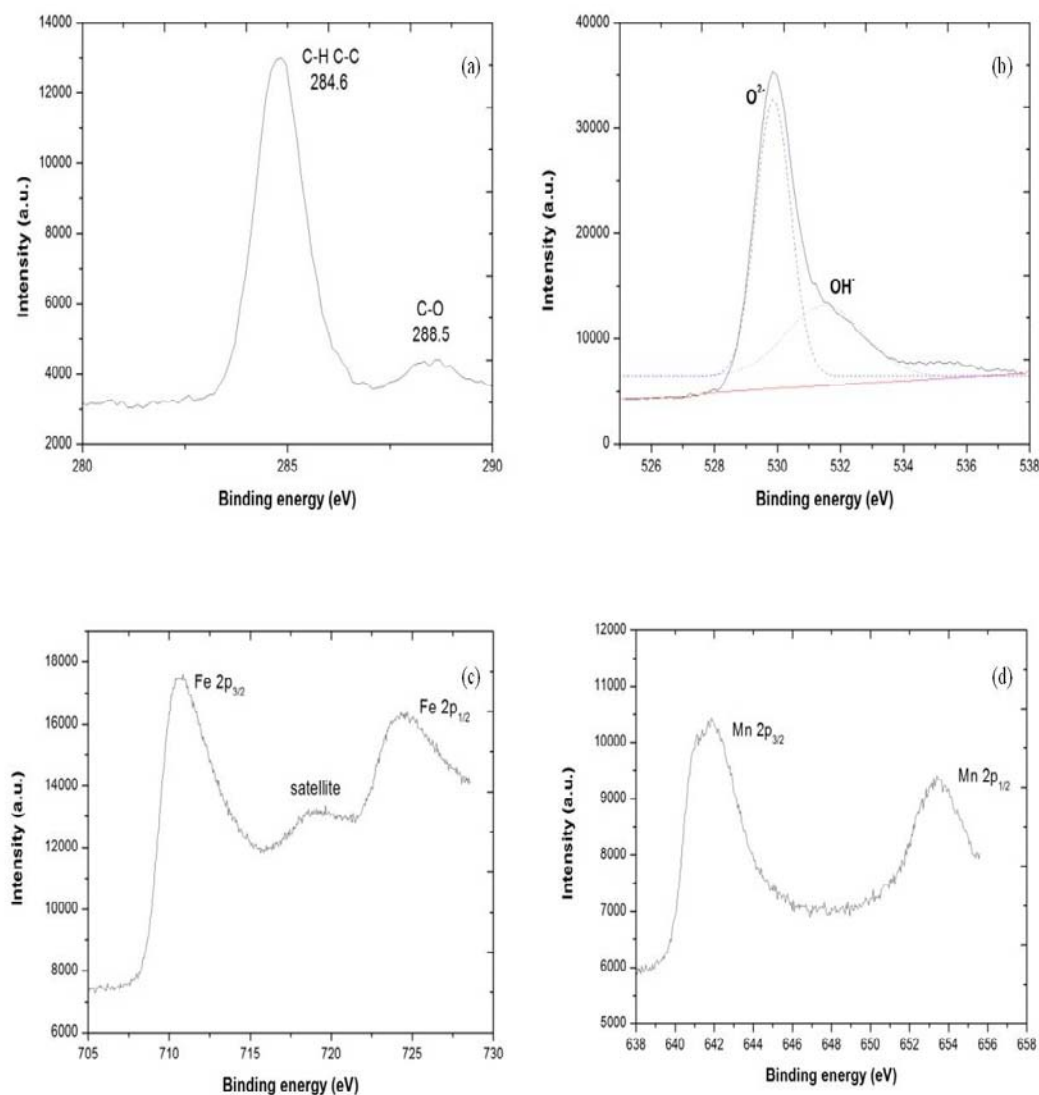 14000
12000
10000
8000
6000
4000
2000
280
285
290
Intensity (a.u.)
Binding energy (eV)
C-H C-C
284.6
C-O
288.5
(a)
40000
30000
20000
10000
0
526
528
530
532
534
536
538
Intensity (a.u.)
Binding energy (eV)
O²⁻
OH⁻
(b)
18000
16000
14000
12000
10000
8000
6000
705
710
715
720
725
730
Intensity (a.u.)
Binding energy (eV)
Fe 2p₃/₂
satellite
Fe 2p₁/₂
(c)
12000
11000
10000
9000
8000
7000
6000
5000
638
640
642
644
646
648
650
652
654
656
658
Intensity (a.u.)
Binding energy (eV)
Mn 2p₃/₂
Mn 2p₁/₂
(d)